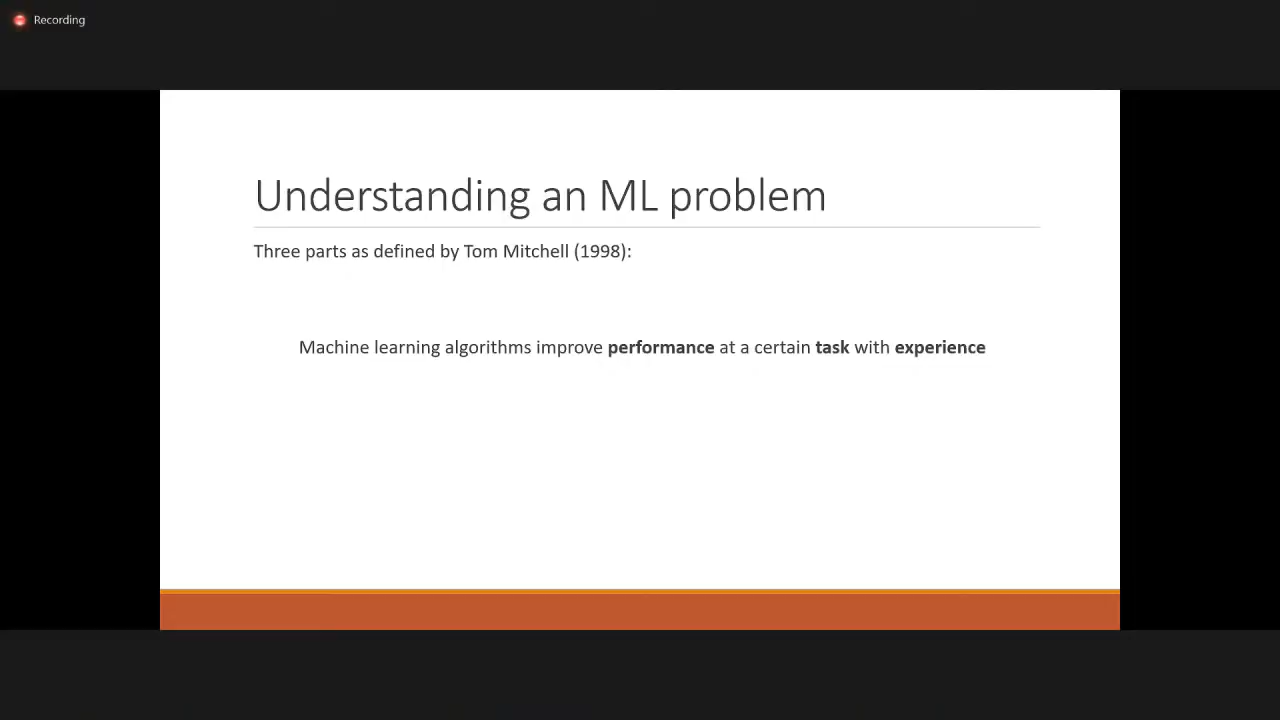 Recording
Understanding an ML problem
Three parts as defined by Tom Mitchell (1998):
Machine learning algorithms improve performance at a certain task with experience